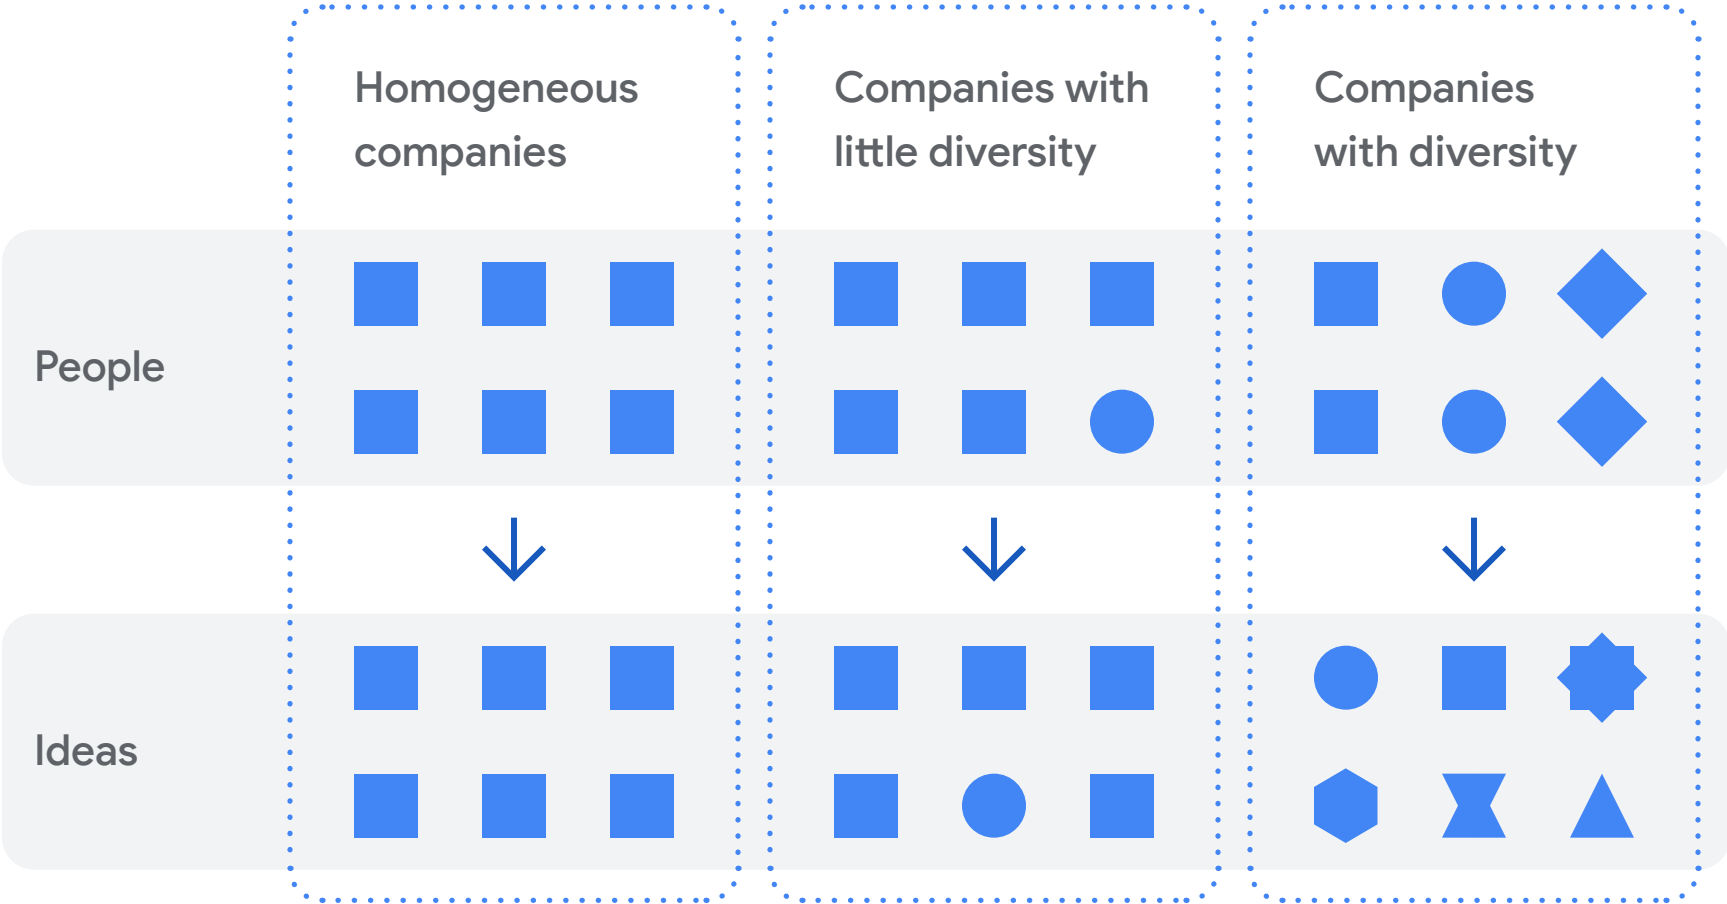 Homogeneous
companies
Companies with
little diversity
Companies
with diversity
People
Ideas